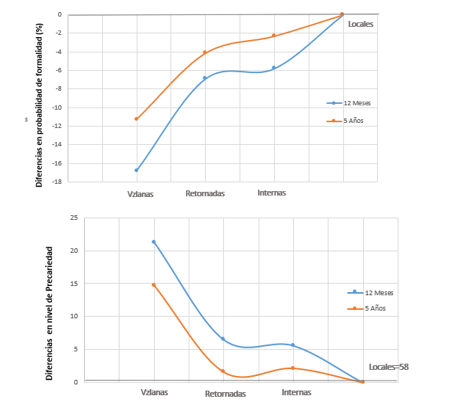 Diferencias en probabilidad de formalidad (%)
0
-2
-4
-6
-8
-10
-12
-14
-16
-18
Locales
12 Meses
5 Años
Vzlanas Retornadas Internas
Diferencias en nivel de Precariedad
25
20
15
10
5
0
12 Meses
5 Años
Locales=58
Vzlanas Retornadas Internas